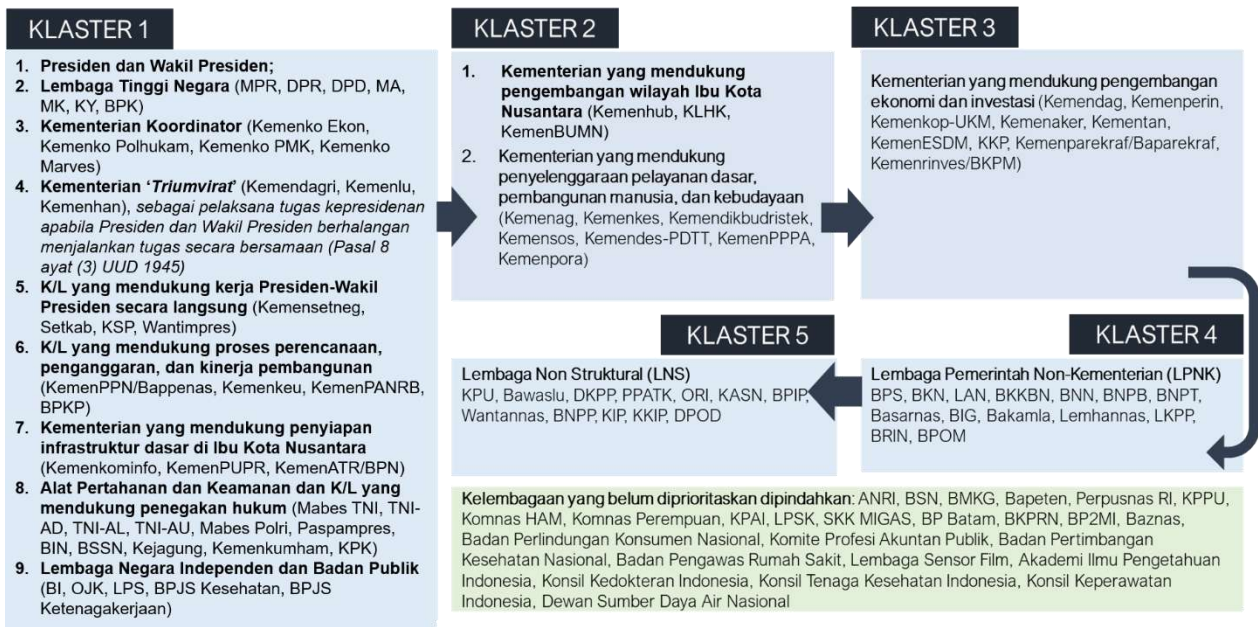 KLASTER 1
1. Presiden dan Wakil Presiden;
2. Lembaga Tinggi Negara (MPR, DPR, DPD, MA,
MK, KY, BPK)
3. Kementerian Koordinator (Kemenko Ekon,
Kemenko Polhukam, Kemenko PMK, Kemenko
Marves)
4. Kementerian ‘Triumvirat’ (Kemendagri, Kemenlu,
Kemenhan), sebagai pelaksana tugas kepresidenan
apabila Presiden dan Wakil Presiden berhalangan
menjalankan tugas secara bersamaan (Pasal 8
ayat (3) UUD 1945)
5. K/L yang mendukung kerja Presiden-Wakil
Presiden secara langsung (Kemensetneg,
Setkab, KSP, Wantimpres)
6. K/L yang mendukung proses perencanaan,
penganggaran, dan kinerja pembangunan
(KemenPPN/Bappenas, Kemenkeu, KemenPANRB,
BPKP)
7. Kementerian yang mendukung penyiapan
infrastruktur dasar di Ibu Kota Nusantara
(Kemenkominfo, KemenPUPR, KemenATR/BPN)
8. Alat Pertahanan dan Keamanan dan K/L yang
mendukung penegakan hukum (Mabes TNI, TNI-
AD, TNI-AL, TNI-AU, Mabes Polri, Paspampres,
BIN, BSSN, Kejagung, Kemenkumham, KPK)
9. Lembaga Negara Independen dan Badan Publik
(BI, OJK, LPS, BPJS Kesehatan, BPJS
Ketenagakerjaan)
KLASTER 2
1. Kementerian yang mendukung
pengembangan wilayah Ibu Kota
Nusantara (Kemenhub, KLHK,
KemenBUMN)
2. Kementerian yang mendukung
penyelenggaraan pelayanan dasar,
pembangunan manusia, dan kebudayaan
(Kemenag, Kemenkes, Kemendikbudristek,
Kemensos, Kemendes-PDTT, KemenPPPA,
Kemenpora)
KLASTER 3
Kementerian yang mendukung pengembangan
ekonomi dan investasi (Kemendag, Kemenperin,
Kemenkop-UKM, Kemenaker, Kementan,
KemenESDM, KKP, Kemenparekraf/Baparekraf,
Kemenrinves/BKPM)
KLASTER 4
Lembaga Pemerintah Non-Kementerian (LPNK)
BPS, BKN, LAN, BKKBN, BNN, BNPB, BNPT,
Basarnas, BIG, Bakamla, Lemhannas, LKPP,
BRIN, BPOM
KLASTER 5
Lembaga Non Struktural (LNS)
KPU, Bawaslu, DKPP, PPATK, ORI, KASN, BPIP,
Wantannas, BNPP, KIP, KKIP, DPOD
Kelembagaan yang belum diprioritaskan dipindahkan: ANRI, BSN, BMKG, Bapeten, Perpusnas RI, KPPU,
Komnas HAM, Komnas Perempuan, KPAI, LPSK, SKK MIGAS, BP Batam, BKPRN, BP2MI, Baznas,
Badan Perlindungan Konsumen Nasional, Komite Profesi Akuntan Publik, Badan Pertimbangan
Kesehatan Nasional, Badan Pengawas Rumah Sakit, Lembaga Sensor Film, Akademi Ilmu Pengetahuan
Indonesia, Konsil Kedokteran Indonesia, Konsil Tenaga Kesehatan Indonesia, Konsil Keperawatan
Indonesia, Dewan Sumber Daya Air Nasional